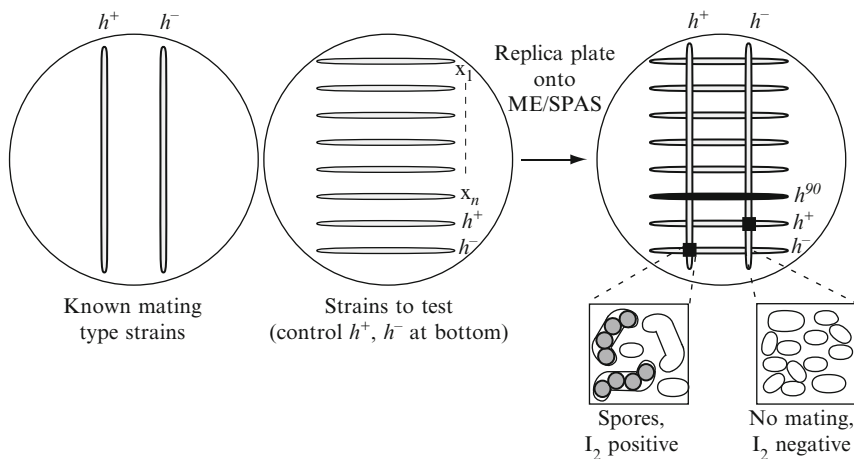 h⁺ h⁻
Known mating
type strains
x₁
xₙ
h⁺
h⁻
Strains to test
(control h⁺, h⁻ at bottom)
Replica plate
onto
ME/SPAS
h⁺ h⁻
h⁹⁰
h⁺
h⁻
Spores,
I₂ positive
No mating,
I₂ negative